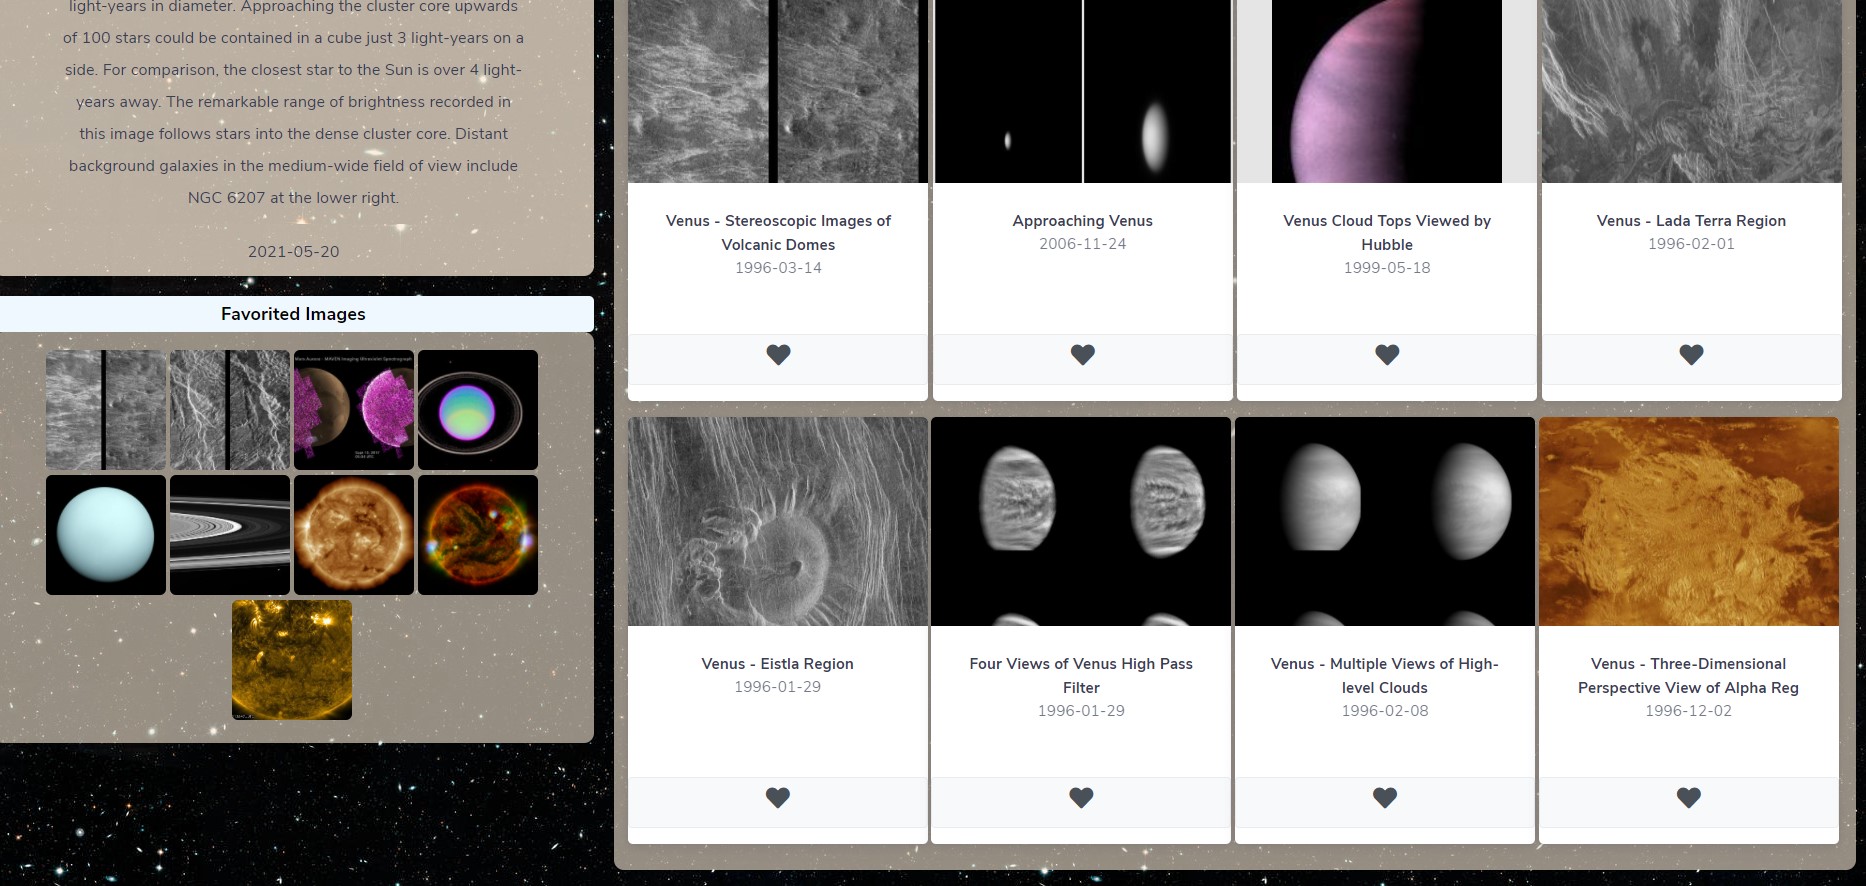 light-years in diameter. Approaching the cluster core upwards
of 100 stars could be contained in a cube just 3 light-years on a
side. For comparison, the closest star to the Sun is over 4 light-
years away. The remarkable range of brightness recorded in
this image follows stars into the dense cluster core. Distant
background galaxies in the medium-wide field of view include
NGC 6207 at the lower right.
2021-05-20
Favorited Images
Mars Aurora - MAVEN Imaging Ultraviolet Spectrograph
Venus - Stereoscopic Images of
Volcanic Domes
1996-03-14
Approaching Venus
2006-11-24
Venus Cloud Tops Viewed by
Hubble
1999-05-18
Venus - Lada Terra Region
1996-02-01
Venus - Eistla Region
1996-01-29
Four Views of Venus High Pass
Filter
1996-01-29
Venus - Multiple Views of High-
level Clouds
1996-02-08
Venus - Three-Dimensional
Perspective View of Alpha Reg
1996-12-02